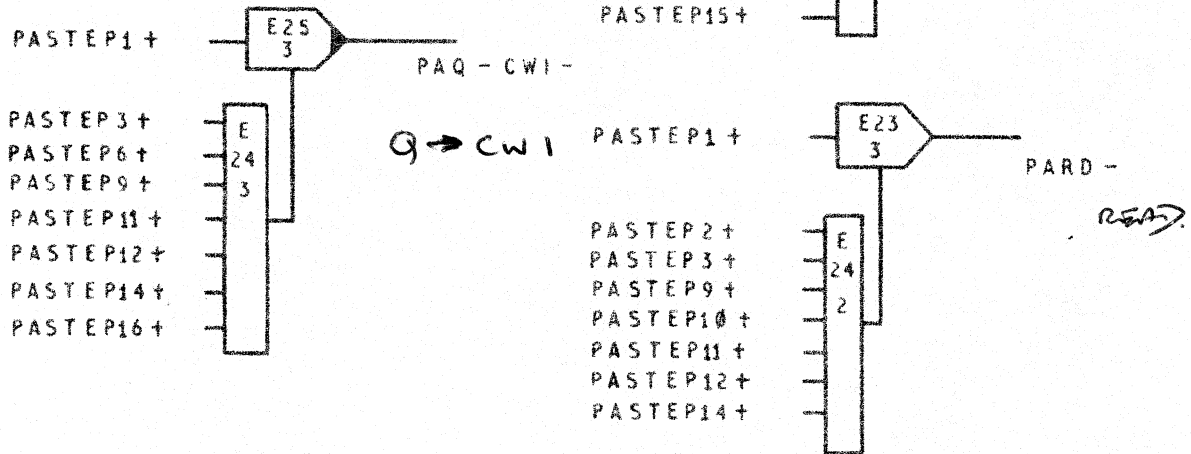 PASTEP1+
E25
3
PAQ-CWI-
PASTEP3+
PASTEP6+
PASTEP9+
PASTEP11+
PASTEP12+
PASTEP14+
PASTEP16+
E
24
3
Q→CW1
PASTEP15+
PASTEP1+
E23
3
PARD-
READ.
PASTEP2+
PASTEP3+
PASTEP9+
PASTEP10+
PASTEP11+
PASTEP12+
PASTEP14+
E
24
2